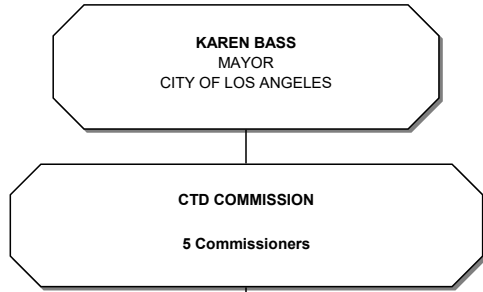 KAREN BASS
MAYOR
CITY OF LOS ANGELES
CTD COMMISSION
5 Commissioners